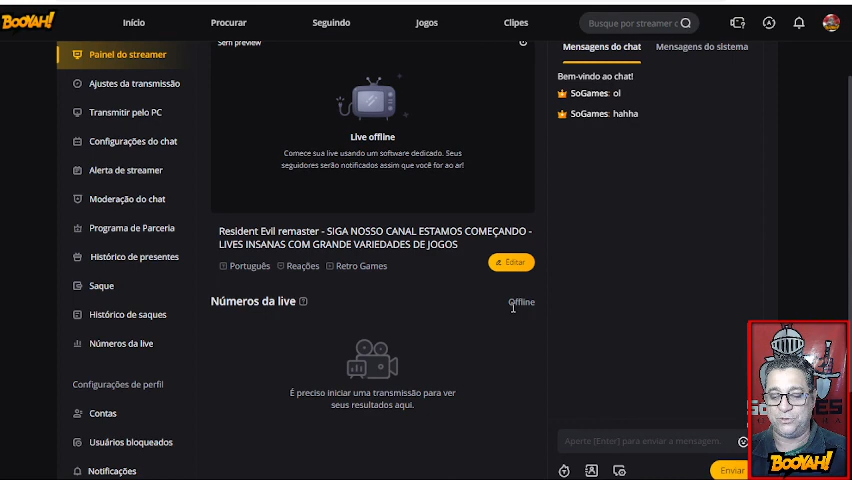 BOOYAH!
Início
Procurar
Seguindo
Jogos
Clipes
Busque por streamer o
Painel do streamer
Ajustes da transmissão
Transmitir pelo PC
Configurações do chat
Alerta de streamer
Moderação do chat
Programa de Parceria
Histórico de presentes
Saque
Histórico de saques
Números da live
Configurações de perfil
Contas
Usuários bloqueados
Notificações
Sem preview
Live offline
Comece sua live usando um software dedicado. Seus
seguidores serão notificados assim que você for ao ar!
Resident Evil remaster - SIGA NOSSO CANAL ESTAMOS COMEÇANDO -
LIVES INSANAS COM GRANDE VARIEDADES DE JOGOS
Português Reações Retro Games
Editar
Números da live
Offline
É preciso iniciar uma transmissão para ver
seus resultados aqui.
Mensagens do chat
Mensagens do sistema
Bem-vindo ao chat!
SoGames: ol
SoGames: hahha
Aperte (Enter) para enviar a mensagem.
Enviar
BOOYAH!